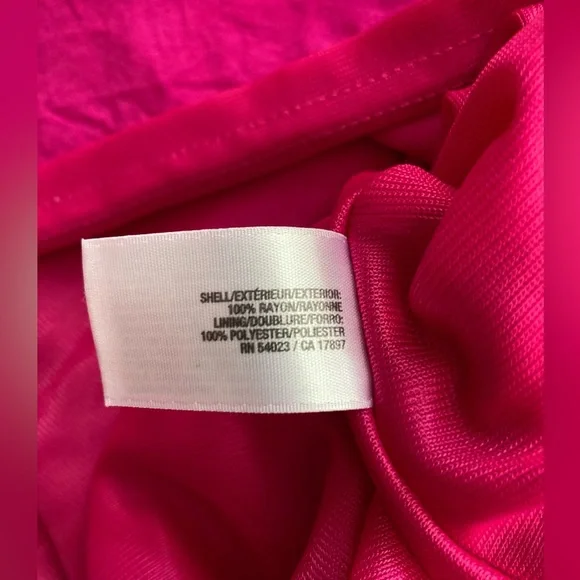 SHELL/EXTÉRIEUR/EXTERIOR:
100% RAYON/RAYONNE
LINING/DOUBLURE/FORRO:
100% POLYESTER/POLIESTER
RN 54023 / CA 17897